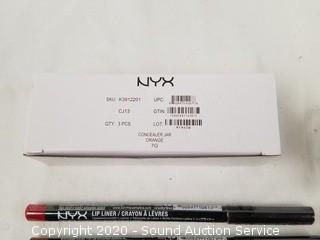 NYX
SKU: K3912201 UPC:
CJ13 GTIN:
QTY: 3 PCS LOT:
CONCEALER JAR
ORANGE
7G
NYX LIP LINER / CRAYON À LÈVRES
Copyright 2020 - Sound Auction Service